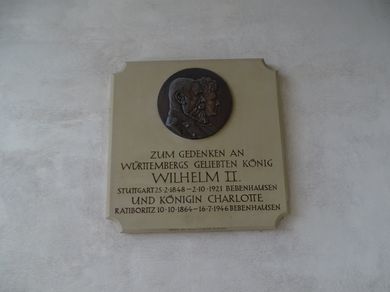 ZUM GEDENKEN AN
WÜRTTEMBERGS GELIEBTEN KÖNIG
WILHELM II.
STUTTGART 25·2·1848–2·10·1921 BEBENHAUSEN
UND KÖNIGIN CHARLOTTE
RATIBORITZ 10·10·1864–16·7·1946 BEBENHAUSEN